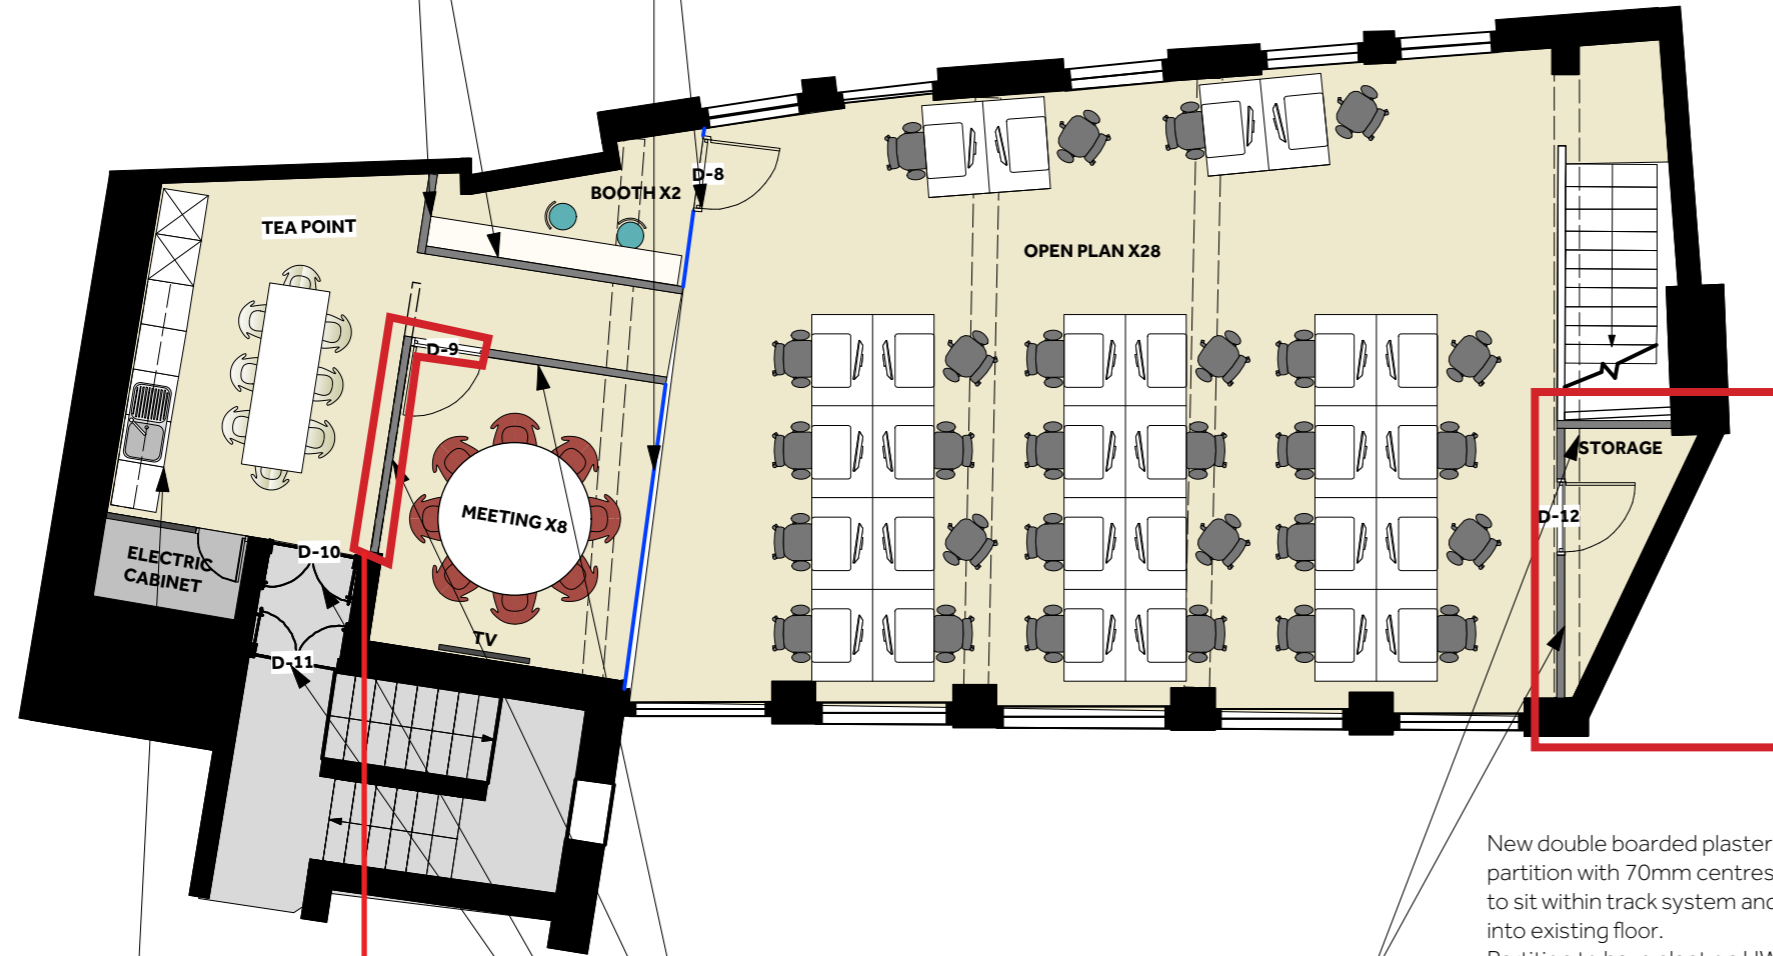 D-8
BOOTH X2
TEA POINT
OPEN PLAN X28
D-9
STORAGE
MEETING X8
D-12
D-10
ELECTRIC
CABINET
TV
D-11
New double boarded plaster
partition with 70mm centres
to sit within track system and
into existing floor.